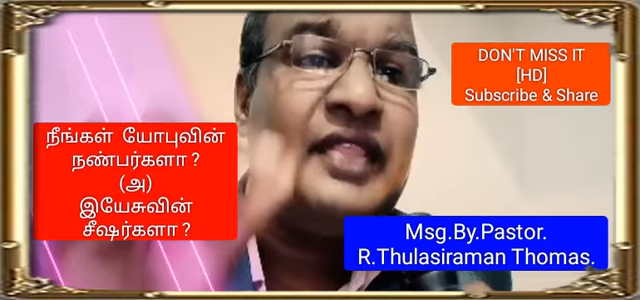 DON'T MISS IT
[HD]
Subscribe & Share
நீங்கள் யோபுவின்
நண்பர்களா ?
(அ)
இயேசுவின்
சீஷர்களா ?
Msg.By.Pastor.
R.Thulasiraman Thomas.